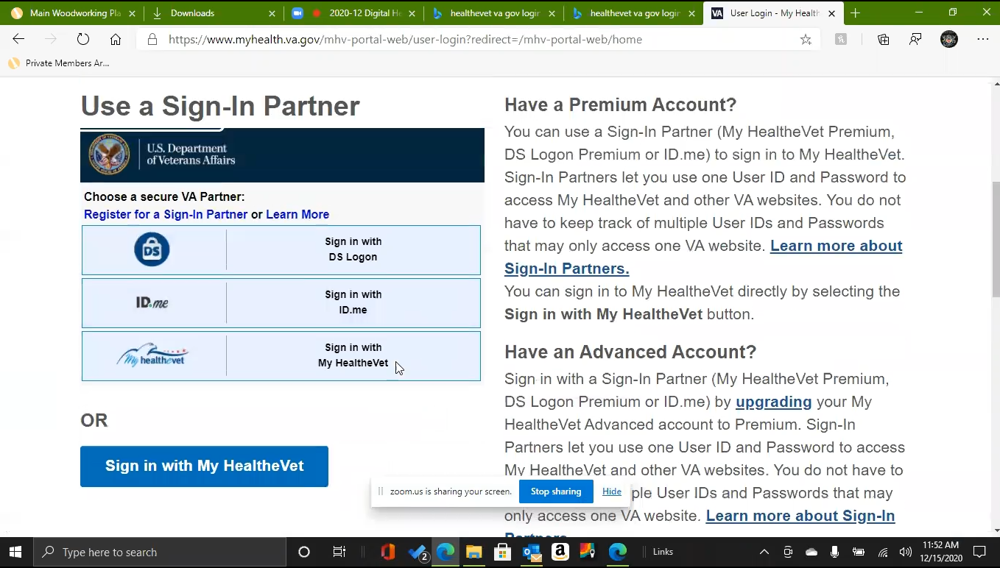 Main Woodworking Pla
Downloads
2020-12 Digital He
healthevet va gov login
healthevet va gov login
VA User Login - My Health
https://www.myhealth.va.gov/mhv-portal-web/user-login?redirect=/mhv-portal-web/home
Private Members Ar...
Use a Sign-In Partner
U.S. Department
of Veterans Affairs
Choose a secure VA Partner:
Register for a Sign-In Partner or Learn More
DS
Sign in with
DS Logon
ID.me
Sign in with
ID.me
My healthevet
Sign in with
My HealtheVet
OR
Sign in with My HealtheVet
Have a Premium Account?
You can use a Sign-In Partner (My HealtheVet Premium,
DS Logon Premium or ID.me) to sign in to My HealtheVet.
Sign-In Partners let you use one User ID and Password to
access My HealtheVet and other VA websites. You do not
have to keep track of multiple User IDs and Passwords
that may only access one VA website. Learn more about
Sign-In Partners.
You can sign in to My HealtheVet directly by selecting the
Sign in with My HealtheVet button.
Have an Advanced Account?
Sign in with a Sign-In Partner (My HealtheVet Premium,
DS Logon Premium or ID.me) by upgrading your My
HealtheVet Advanced account to Premium. Sign-In
Partners let you use one User ID and Password to access
My HealtheVet and other VA websites. You do not have to
ple User IDs and Passwords that may
only access one VA website. Learn more about Sign-In
Partners
zoom.us is sharing your screen.
Stop sharing
Hide
Type here to search
2
Links
11:52 AM
12/15/2020